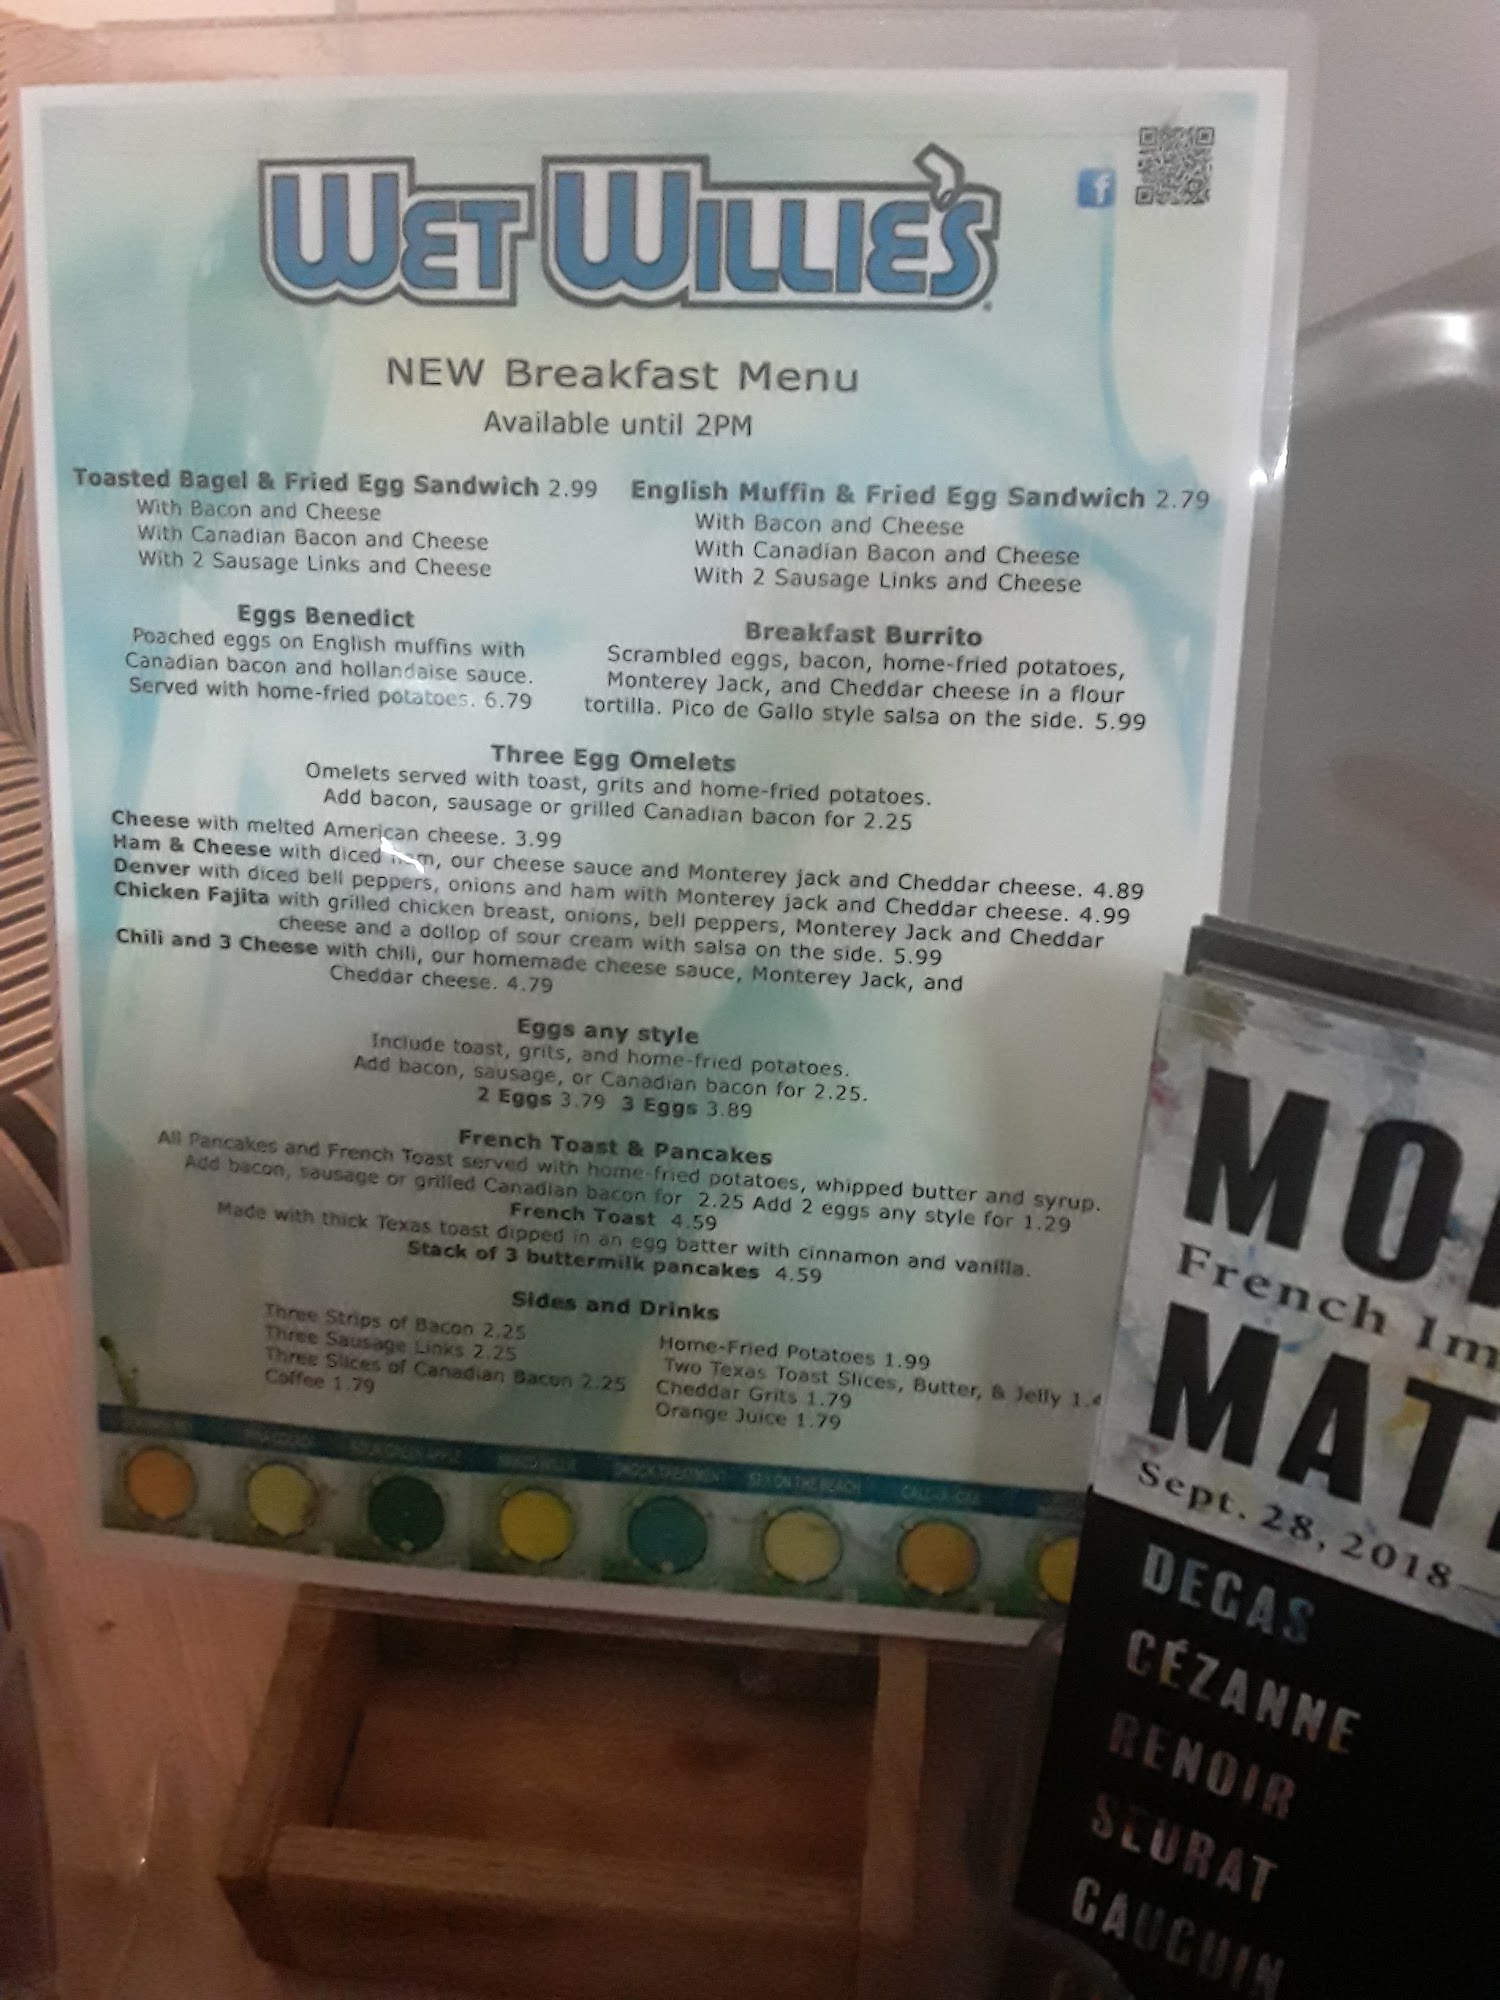 WET WILLIE'S
NEW Breakfast Menu
Available until 2PM
Toasted Bagel & Fried Egg Sandwich 2.99
With Bacon and Cheese
With Canadian Bacon and Cheese
With 2 Sausage Links and Cheese
English Muffin & Fried Egg Sandwich 2.79
With Bacon and Cheese
With Canadian Bacon and Cheese
With 2 Sausage Links and Cheese
Eggs Benedict
Poached eggs on English muffins with
Canadian bacon and hollandaise sauce.
Served with home-fried potatoes. 6.79
Breakfast Burrito
Scrambled eggs, bacon, home-fried potatoes,
Monterey Jack, and Cheddar cheese in a flour
tortilla. Pico de Gallo style salsa on the side. 5.99
Three Egg Omelets
Omelets served with toast, grits and home-fried potatoes.
Add bacon, sausage or grilled Canadian bacon for 2.25
Cheese with melted American cheese. 3.99
Ham & Cheese with diced ham, our cheese sauce and Monterey jack and Cheddar cheese. 4.89
Denver with diced bell peppers, onions and ham with Monterey jack and Cheddar cheese. 4.99
Chicken Fajita with grilled chicken breast, onions, bell peppers, Monterey Jack and Cheddar
cheese and a dollop of sour cream with salsa on the side. 5.99
Chili and 3 Cheese with chili, our homemade cheese sauce, Monterey Jack, and
Cheddar cheese. 4.79
Eggs any style
Include toast, grits, and home-fried potatoes.
Add bacon, sausage, or Canadian bacon for 2.25.
2 Eggs 3.79 3 Eggs 3.89
French Toast & Pancakes
All Pancakes and French Toast served with home-fried potatoes, whipped butter and syrup.
Add bacon, sausage or grilled Canadian bacon for 2.25 Add 2 eggs any style for 1.29
French Toast 4.59
Made with thick Texas toast dipped in an egg batter with cinnamon and vanilla.
Stack of 3 buttermilk pancakes 4.59
Sides and Drinks
Three Strips of Bacon 2.25
Three Sausage Links 2.25
Three Slices of Canadian Bacon 2.25
Coffee 1.79
Home-Fried Potatoes 1.99
Two Texas Toast Slices, Butter, & Jelly 1.4
Cheddar Grits 1.79
Orange Juice 1.79
SHOCK TREATMENT
SEX ON THE BEACH
CALL-A-CAB
MO
French Im
MAT
Sept. 28, 2018
DEGAS
CÉZANNE
RENOIR
SEURAT
GAUGUIN